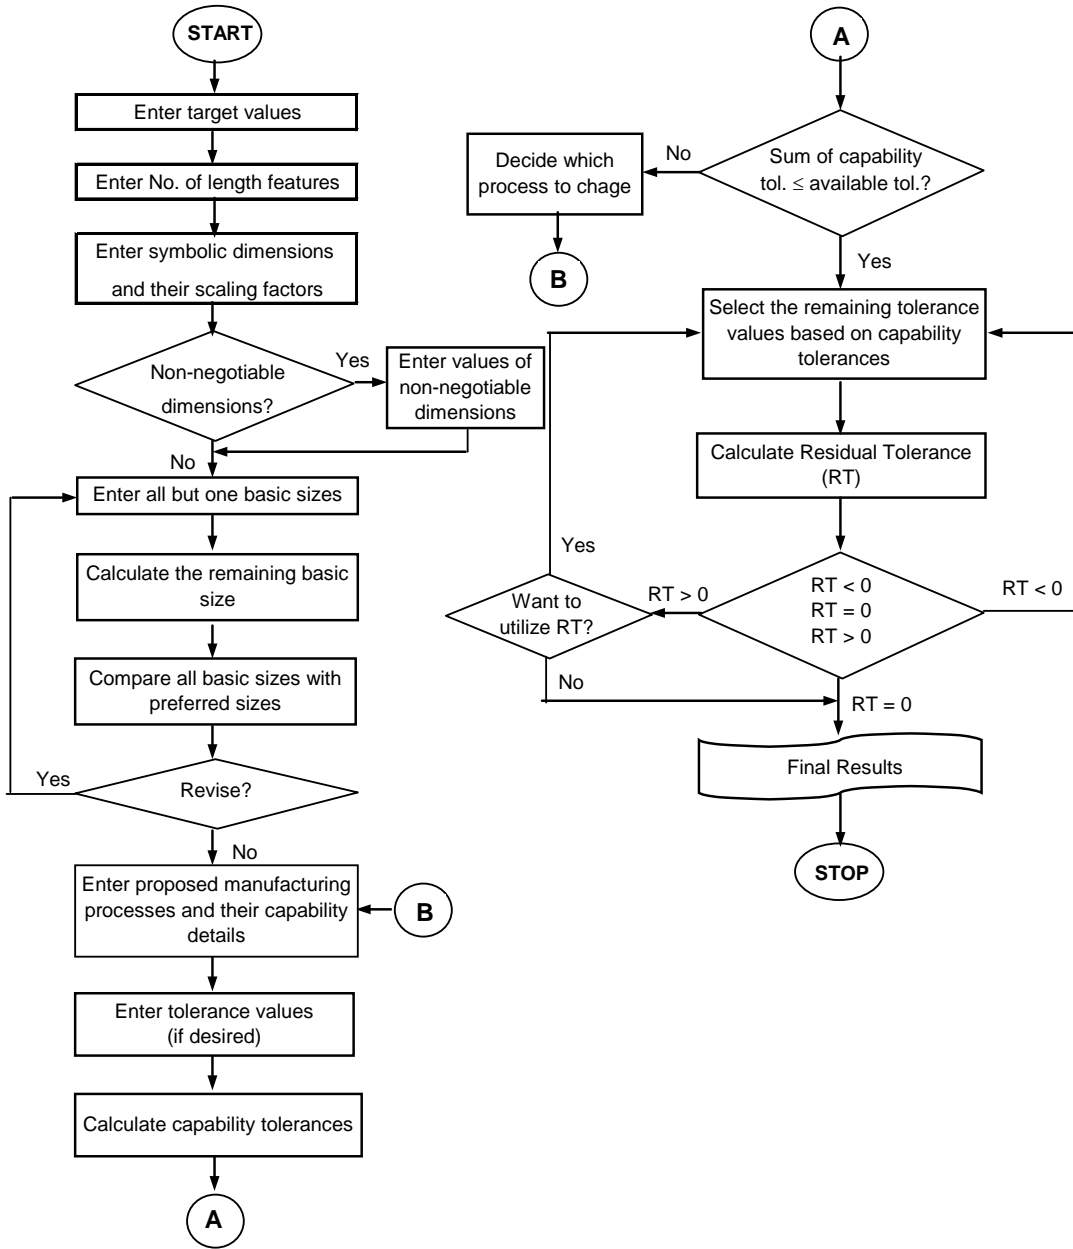 START
Enter target values
Enter No. of length features
Enter symbolic dimensions
and their scaling factors
Non-negotiable
dimensions?
Yes
Enter values of
non-negotiable
dimensions
No
Enter all but one basic sizes
Calculate the remaining basic
size
Compare all basic sizes with
preferred sizes
Revise?
Yes
No
Enter proposed manufacturing
processes and their capability
details
B
Enter tolerance values
(if desired)
Calculate capability tolerances
A
A
Sum of capability
tol. ≤ available tol.?
No
Decide which
process to chage
B
Yes
Select the remaining tolerance
values based on capability
tolerances
Calculate Residual Tolerance
(RT)
RT < 0
RT = 0
RT > 0
RT < 0
RT > 0
Want to
utilize RT?
Yes
No
RT = 0
Final Results
STOP